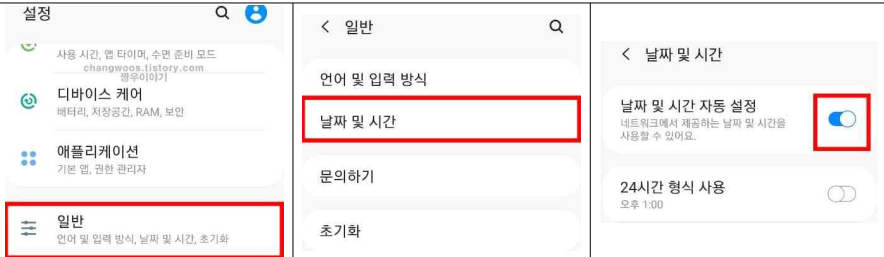 설정
사용 시간, 앱 타이머, 수면 준비 모드
changwoos.tistory.com
깡우이야기
디바이스 케어
배터리, 저장공간, RAM, 보안
애플리케이션
기본 앱, 권한 관리자
일반
언어 및 입력 방식, 날짜 및 시간, 초기화
일반
언어 및 입력 방식
날짜 및 시간
문의하기
초기화
날짜 및 시간
날짜 및 시간 자동 설정
네트워크에서 제공하는 날짜 및 시간을
사용할 수 있어요.
24시간 형식 사용
오후 1:00